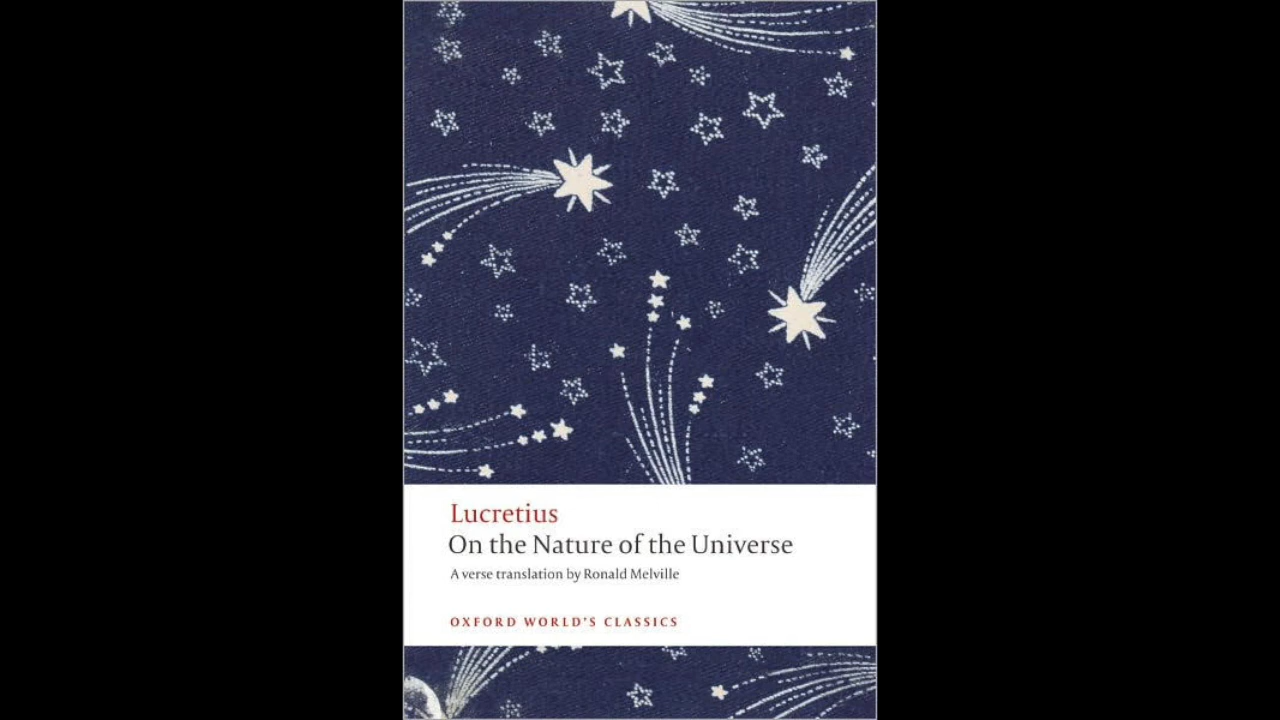 Lucretius
On the Nature of the Universe
A verse translation by Ronald Melville
OXFORD WORLD'S CLASSICS